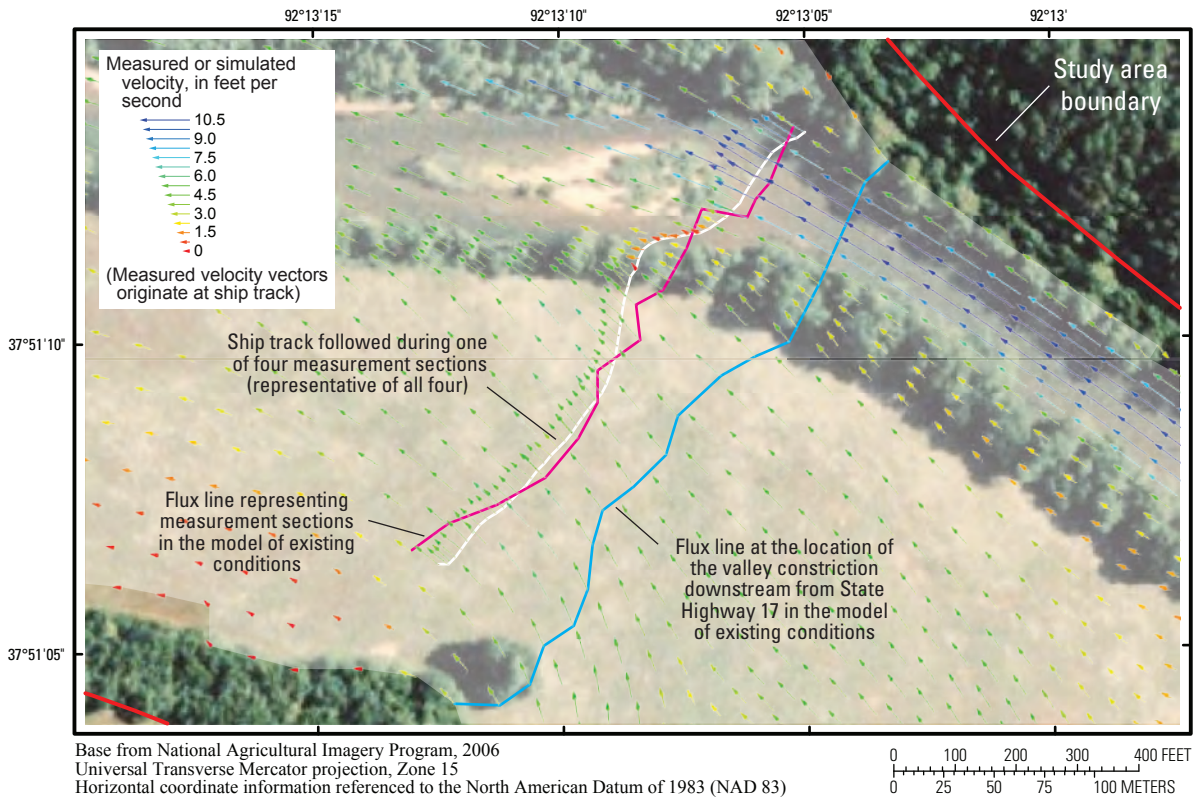 92°13'15"
92°13'10"
92°13'05"
92°13'
Measured or simulated
velocity, in feet per
second
10.5
9.0
7.5
6.0
4.5
3.0
1.5
0
(Measured velocity vectors
originate at ship track)
Study area
boundary
37°51'10"
Ship track followed during one
of four measurement sections
(representative of all four)
Flux line representing
measurement sections
in the model of existing
conditions
Flux line at the location of
the valley constriction
downstream from State
Highway 17 in the model
of existing conditions
37°51'05"
Base from National Agricultural Imagery Program, 2006
Universal Transverse Mercator projection, Zone 15
Horizontal coordinate information referenced to the North American Datum of 1983 (NAD 83)
0 100 200 300 400 FEET
0 25 50 75 100 METERS